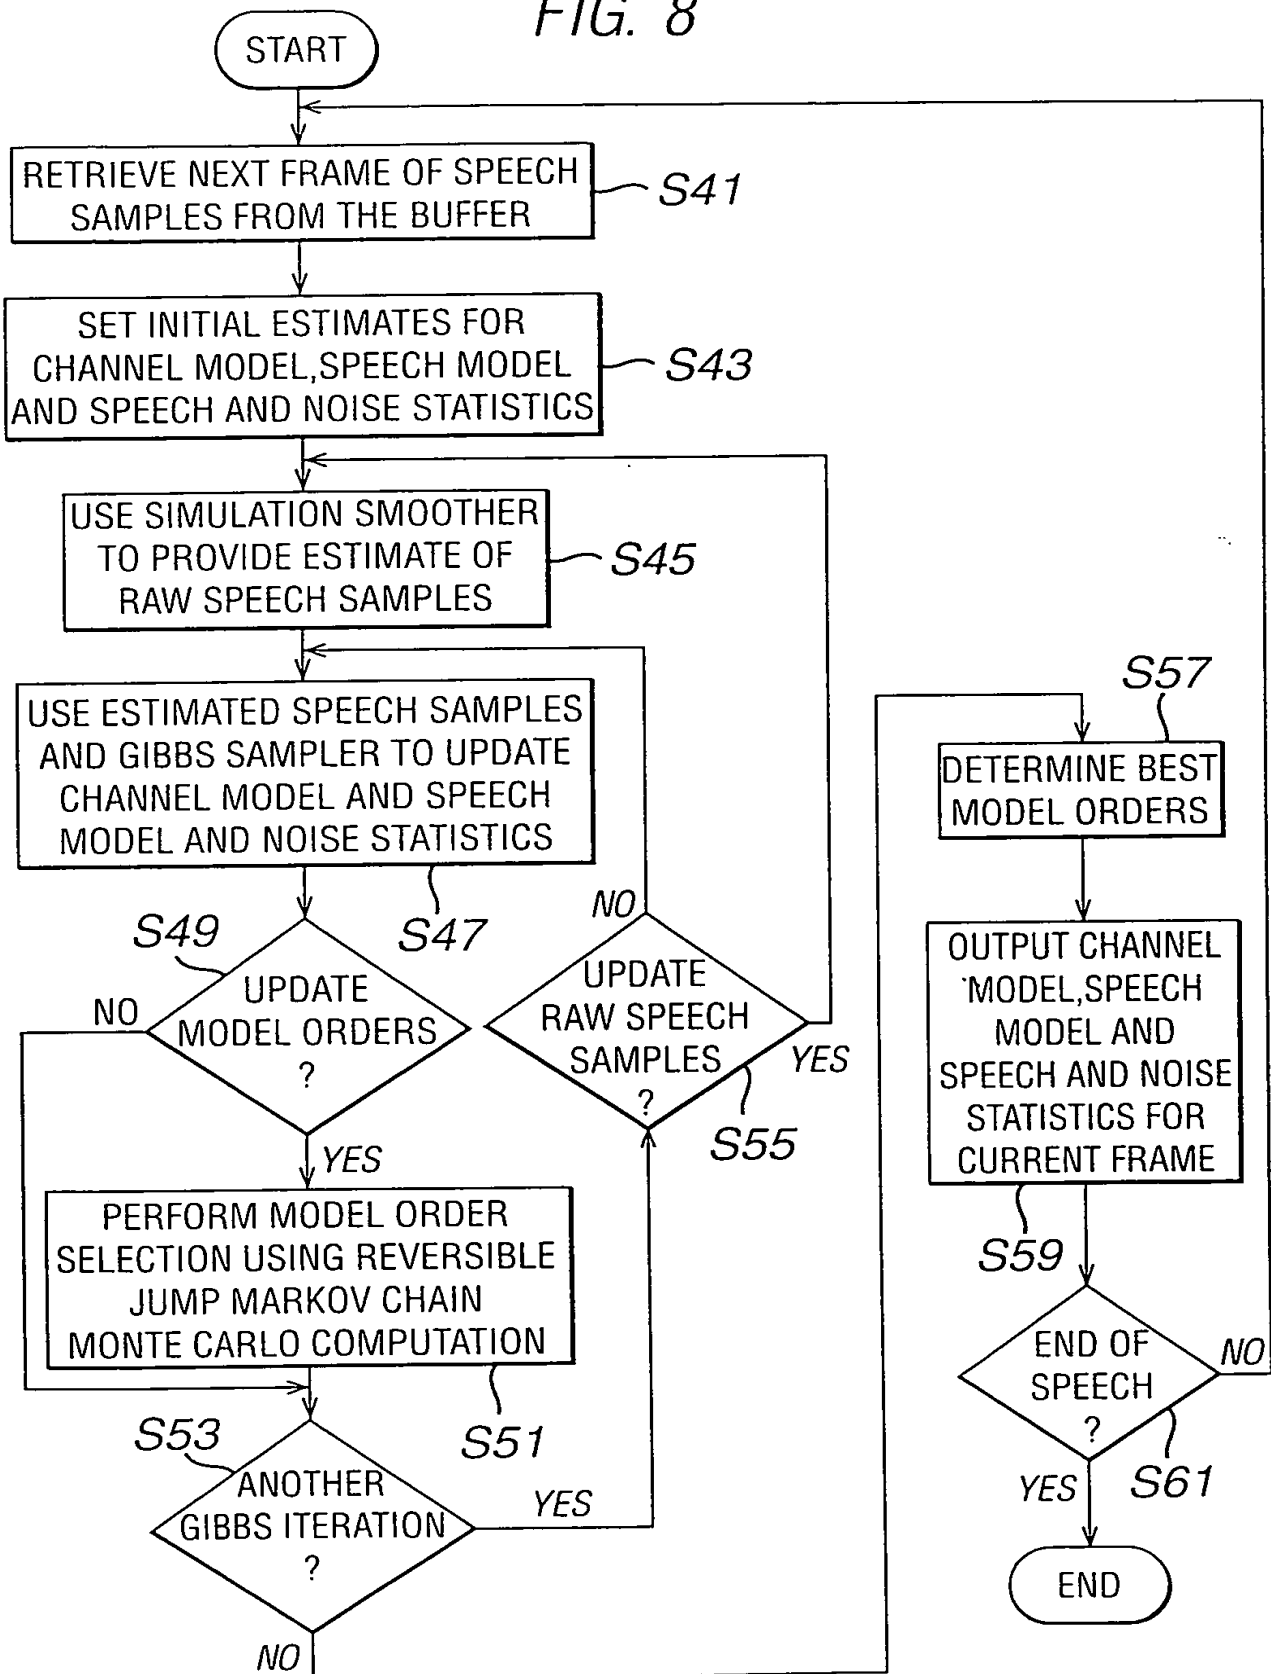 FIG. 8
START
RETRIEVE NEXT FRAME OF SPEECH
SAMPLES FROM THE BUFFER
S41
SET INITIAL ESTIMATES FOR
CHANNEL MODEL,SPEECH MODEL
AND SPEECH AND NOISE STATISTICS
S43
USE SIMULATION SMOOTHER
TO PROVIDE ESTIMATE OF
RAW SPEECH SAMPLES
S45
USE ESTIMATED SPEECH SAMPLES
AND GIBBS SAMPLER TO UPDATE
CHANNEL MODEL AND SPEECH
MODEL AND NOISE STATISTICS
S47
S49
UPDATE
MODEL ORDERS
?
NO
YES
PERFORM MODEL ORDER
SELECTION USING REVERSIBLE
JUMP MARKOV CHAIN
MONTE CARLO COMPUTATION
S51
S53
ANOTHER
GIBBS ITERATION
?
YES
NO
NO
UPDATE
RAW SPEECH
SAMPLES
?
YES
S55
S57
DETERMINE BEST
MODEL ORDERS
OUTPUT CHANNEL
MODEL,SPEECH
MODEL AND
SPEECH AND NOISE
STATISTICS FOR
CURRENT FRAME
S59
END OF
SPEECH
?
NO
S61
YES
END